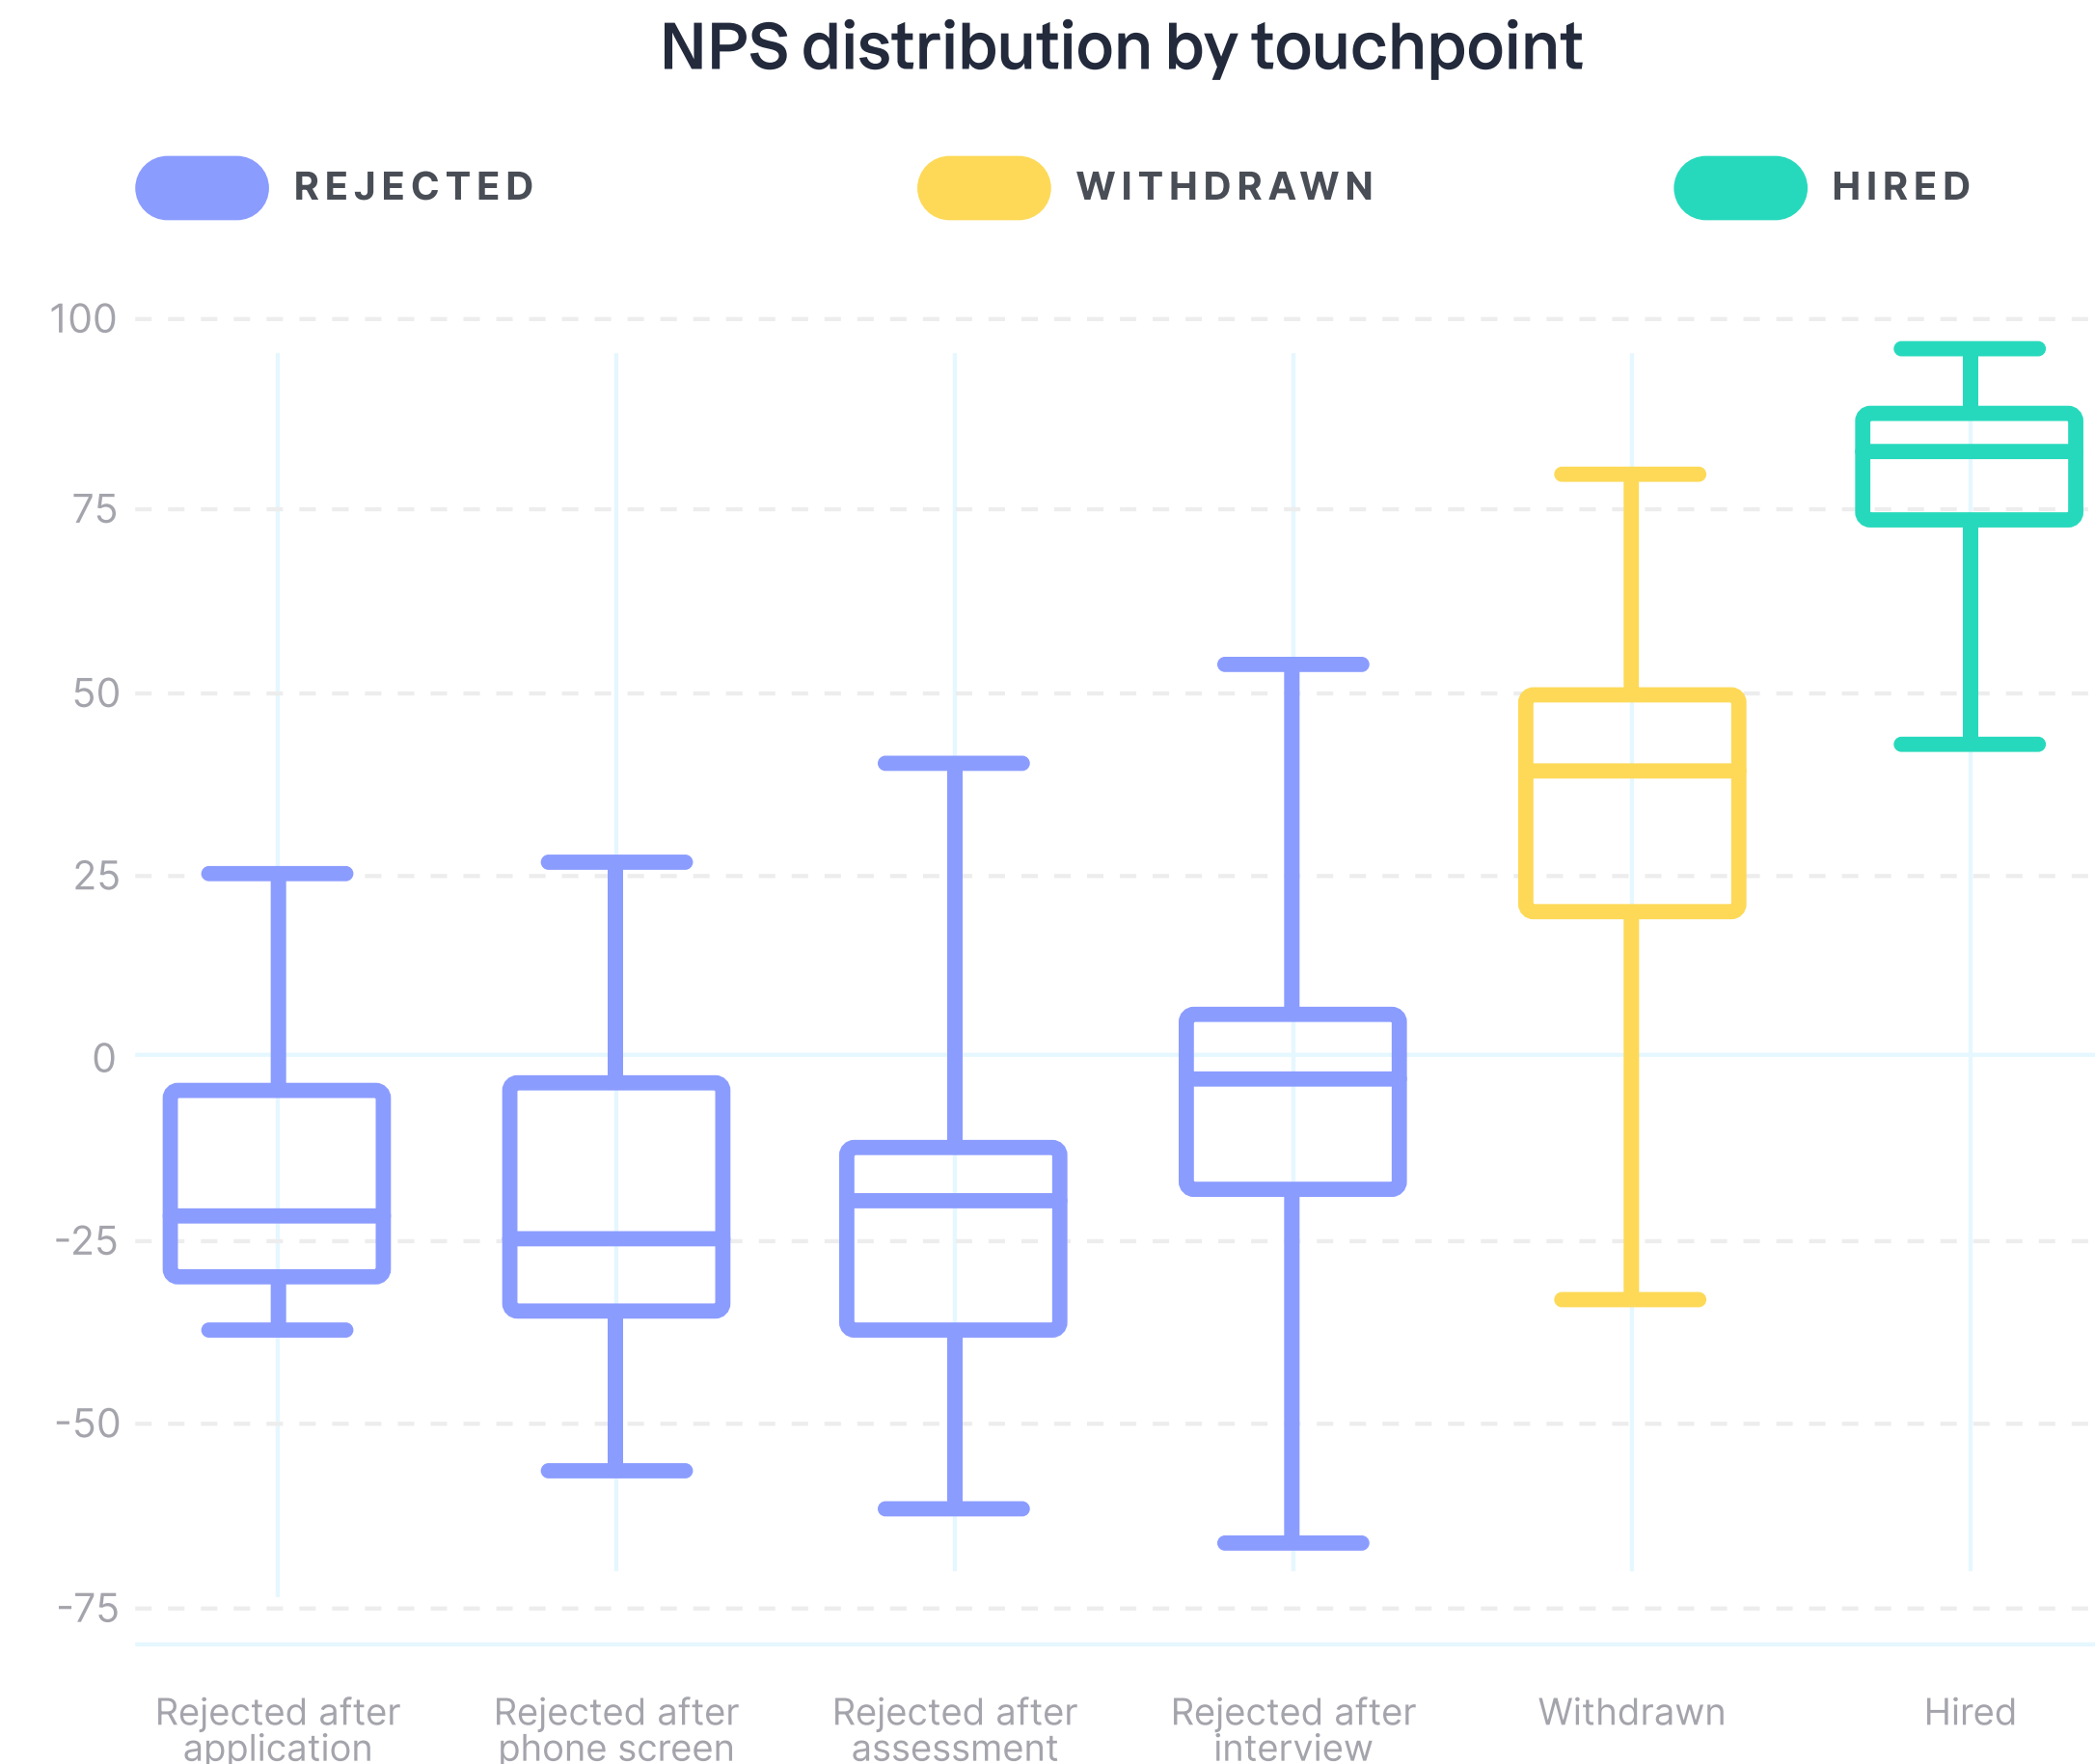 NPS distribution by touchpoint
REJECTED
WITHDRAWN
HIRED
100
75
50
25
0
-25
-50
-75
Rejected after
application
Rejected after
phone screen
Rejected after
assessment
Rejected after
interview
Withdrawn
Hired